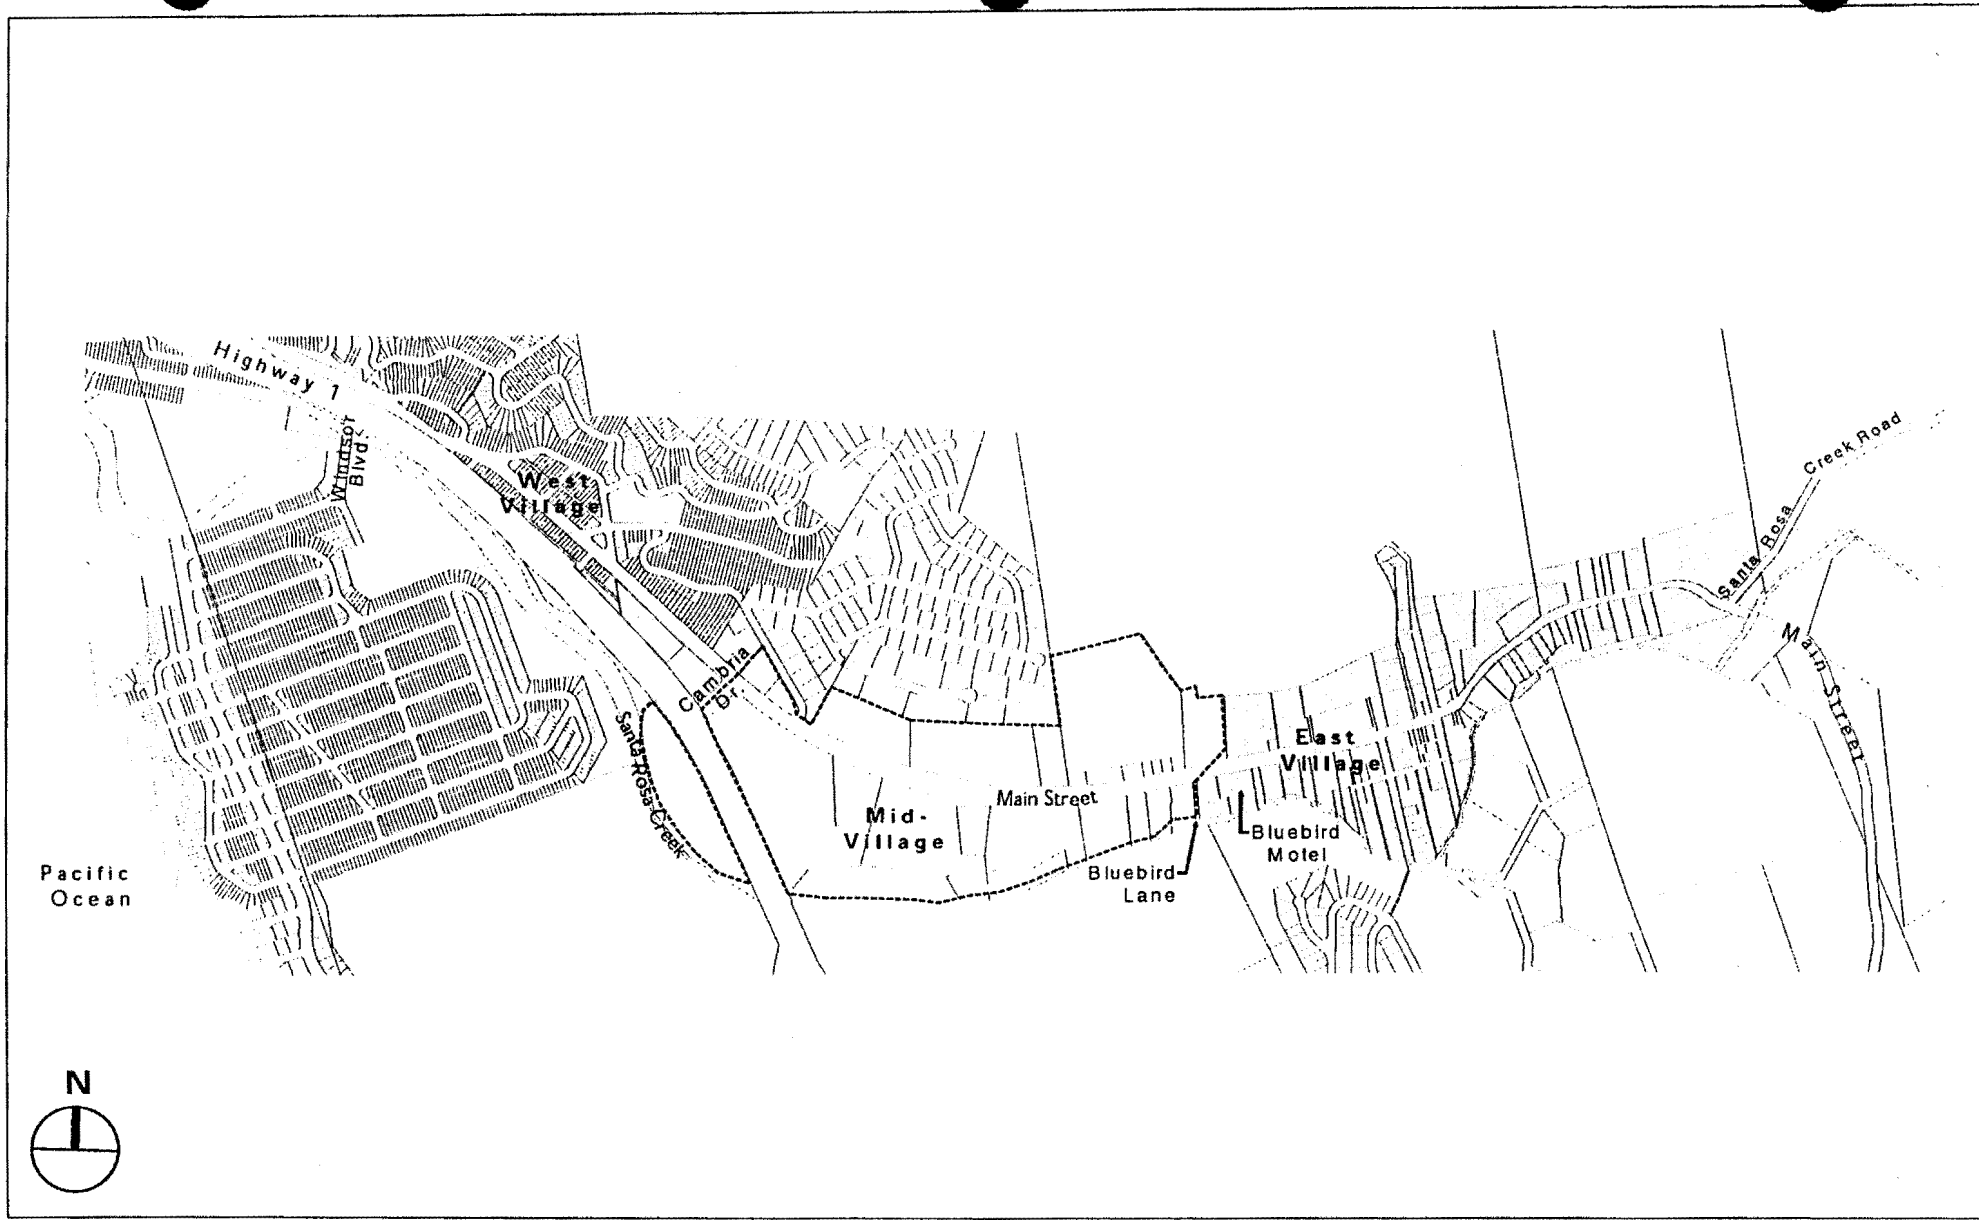 Highway 1
Windsor
Blvd.
West
Village
Creek Road
Santa Rosa
Main Street
Cambria
Dr.
Santa Rosa Creek
East
Village
Main Street
Mid-
Village
Bluebird
Motel
Bluebird
Lane
Pacific
Ocean
N